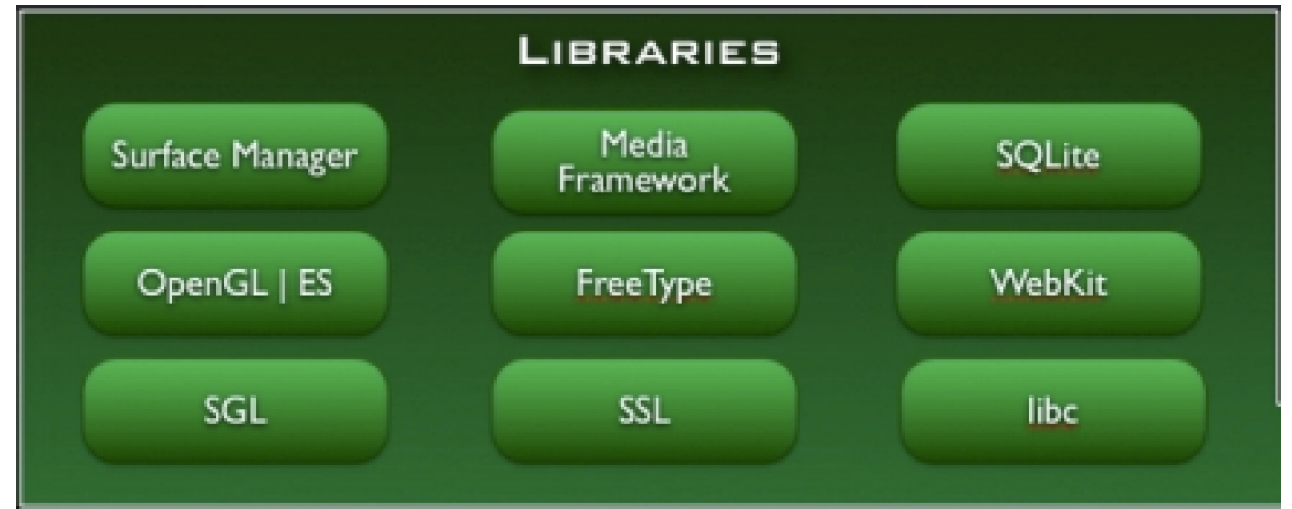 LIBRARIES
Surface Manager
Media
Framework
SQLite
OpenGL | ES
FreeType
WebKit
SGL
SSL
libc